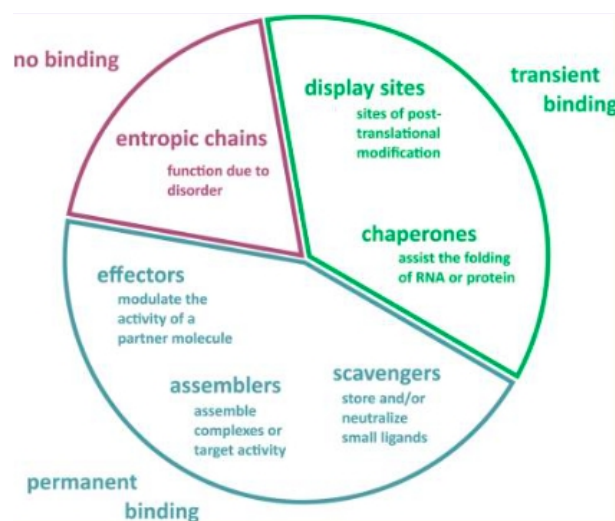 no binding
entropic chains
function due to
disorder
display sites
sites of post-
translational
modification
transient
binding
chaperones
assist the folding
of RNA or protein
effectors
modulate the
activity of a
partner molecule
assemblers
assemble
complexes or
target activity
scavengers
store and/or
neutralize
small ligands
permanent
binding